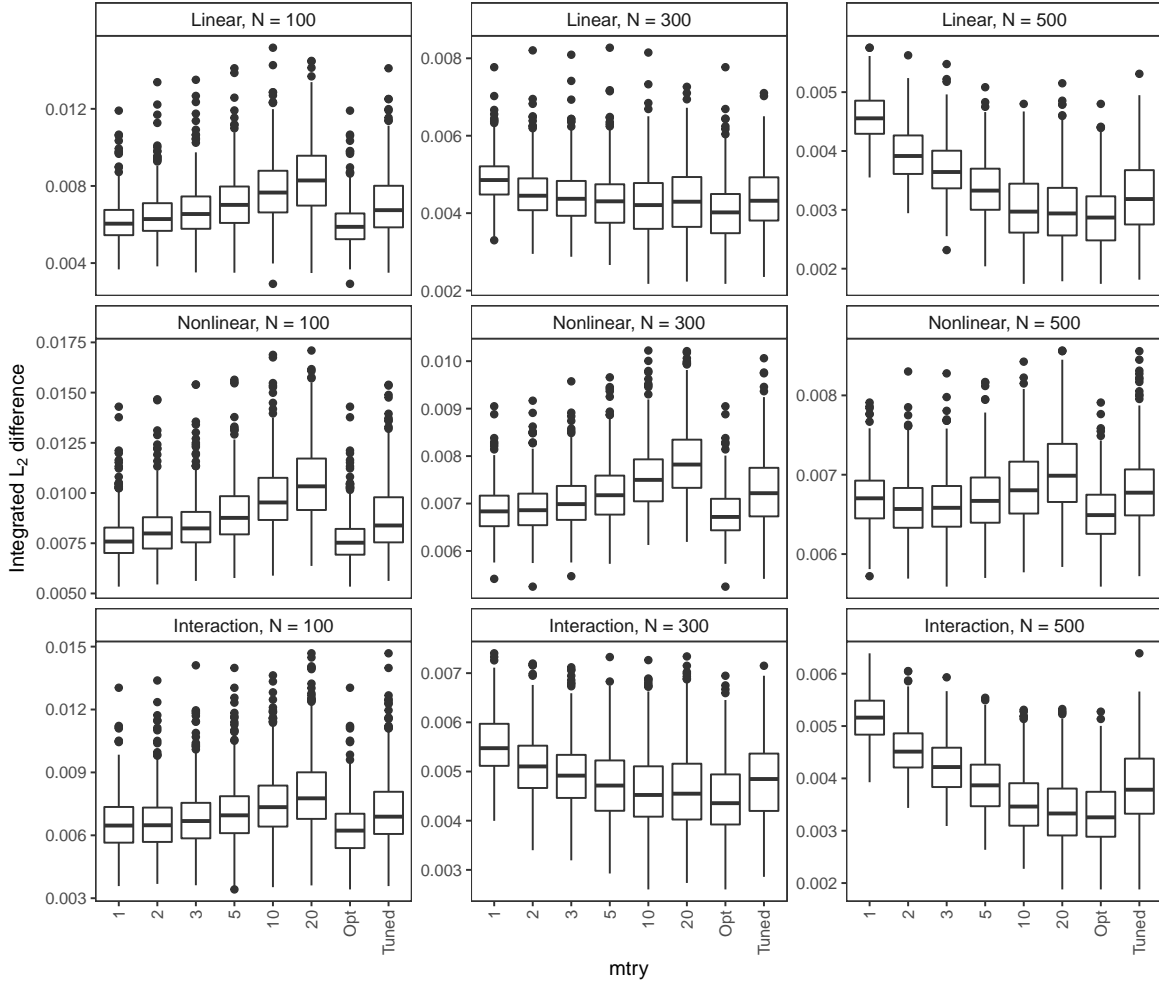 Linear, N = 100
Linear, N = 300
Linear, N = 500
0.012
0.008
0.004
0.008
0.006
0.004
0.002
0.005
0.004
0.003
0.002
Nonlinear, N = 100
Nonlinear, N = 300
Nonlinear, N = 500
Integrated L₂ difference
0.0175
0.0150
0.0125
0.0100
0.0075
0.0050
0.010
0.009
0.008
0.007
0.006
0.008
0.007
0.006
Interaction, N = 100
Interaction, N = 300
Interaction, N = 500
0.015
0.012
0.009
0.006
0.003
0.007
0.006
0.005
0.004
0.003
0.006
0.005
0.004
0.003
0.002
1 2 3 5 10 20 Opt Tuned
1 2 3 5 10 20 Opt Tuned
1 2 3 5 10 20 Opt Tuned
mtry